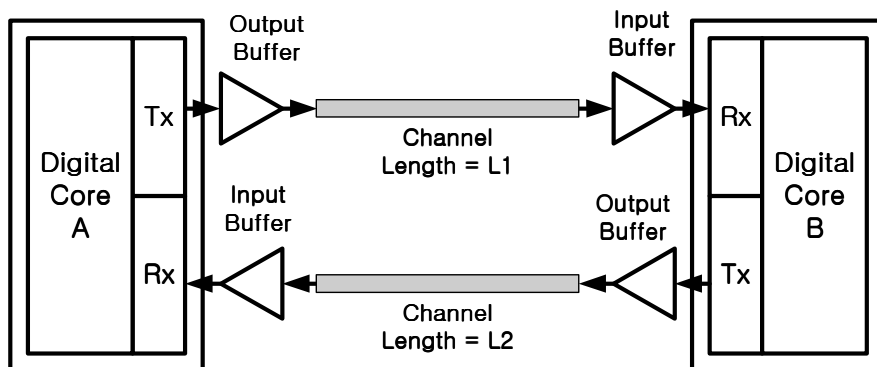 Output
Buffer
Input
Buffer
Tx
Rx
Channel
Length = L1
Digital
Core
A
Digital
Core
B
Input
Buffer
Output
Buffer
Rx
Tx
Channel
Length = L2